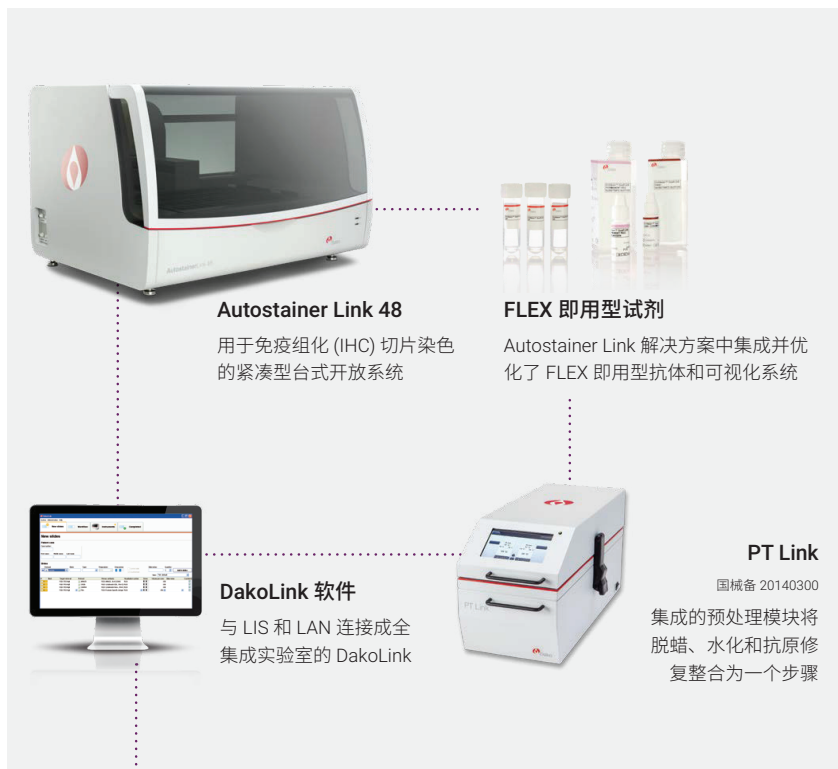 Autostainer Link 48
Autostainer Link 48
用于免疫组化 (IHC) 切片染色
的紧凑型台式开放系统
FLEX 即用型试剂
Autostainer Link 解决方案中集成并优
化了 FLEX 即用型抗体和可视化系统
DakoLink 软件
与 LIS 和 LAN 连接成全
集成实验室的 DakoLink
PT Link
PT Link
国械备 20140300
集成的预处理模块将
脱蜡、水化和抗原修
复整合为一个步骤